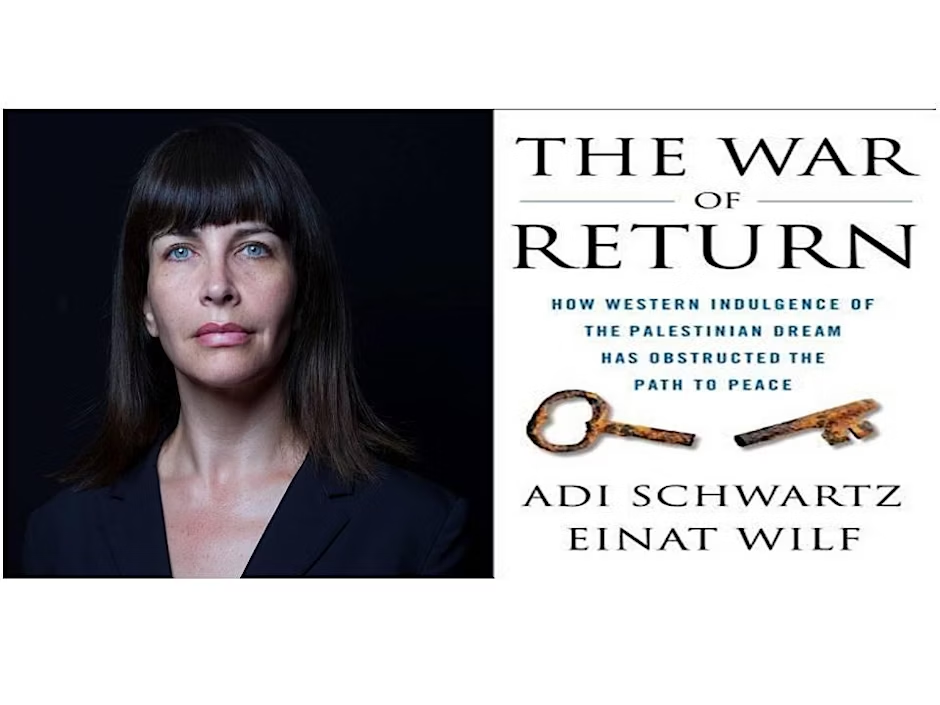 THE WAR
OF
RETURN
HOW WESTERN INDULGENCE OF
THE PALESTINIAN DREAM
HAS OBSTRUCTED THE
PATH TO PEACE
ADI SCHWARTZ
EINAT WILF